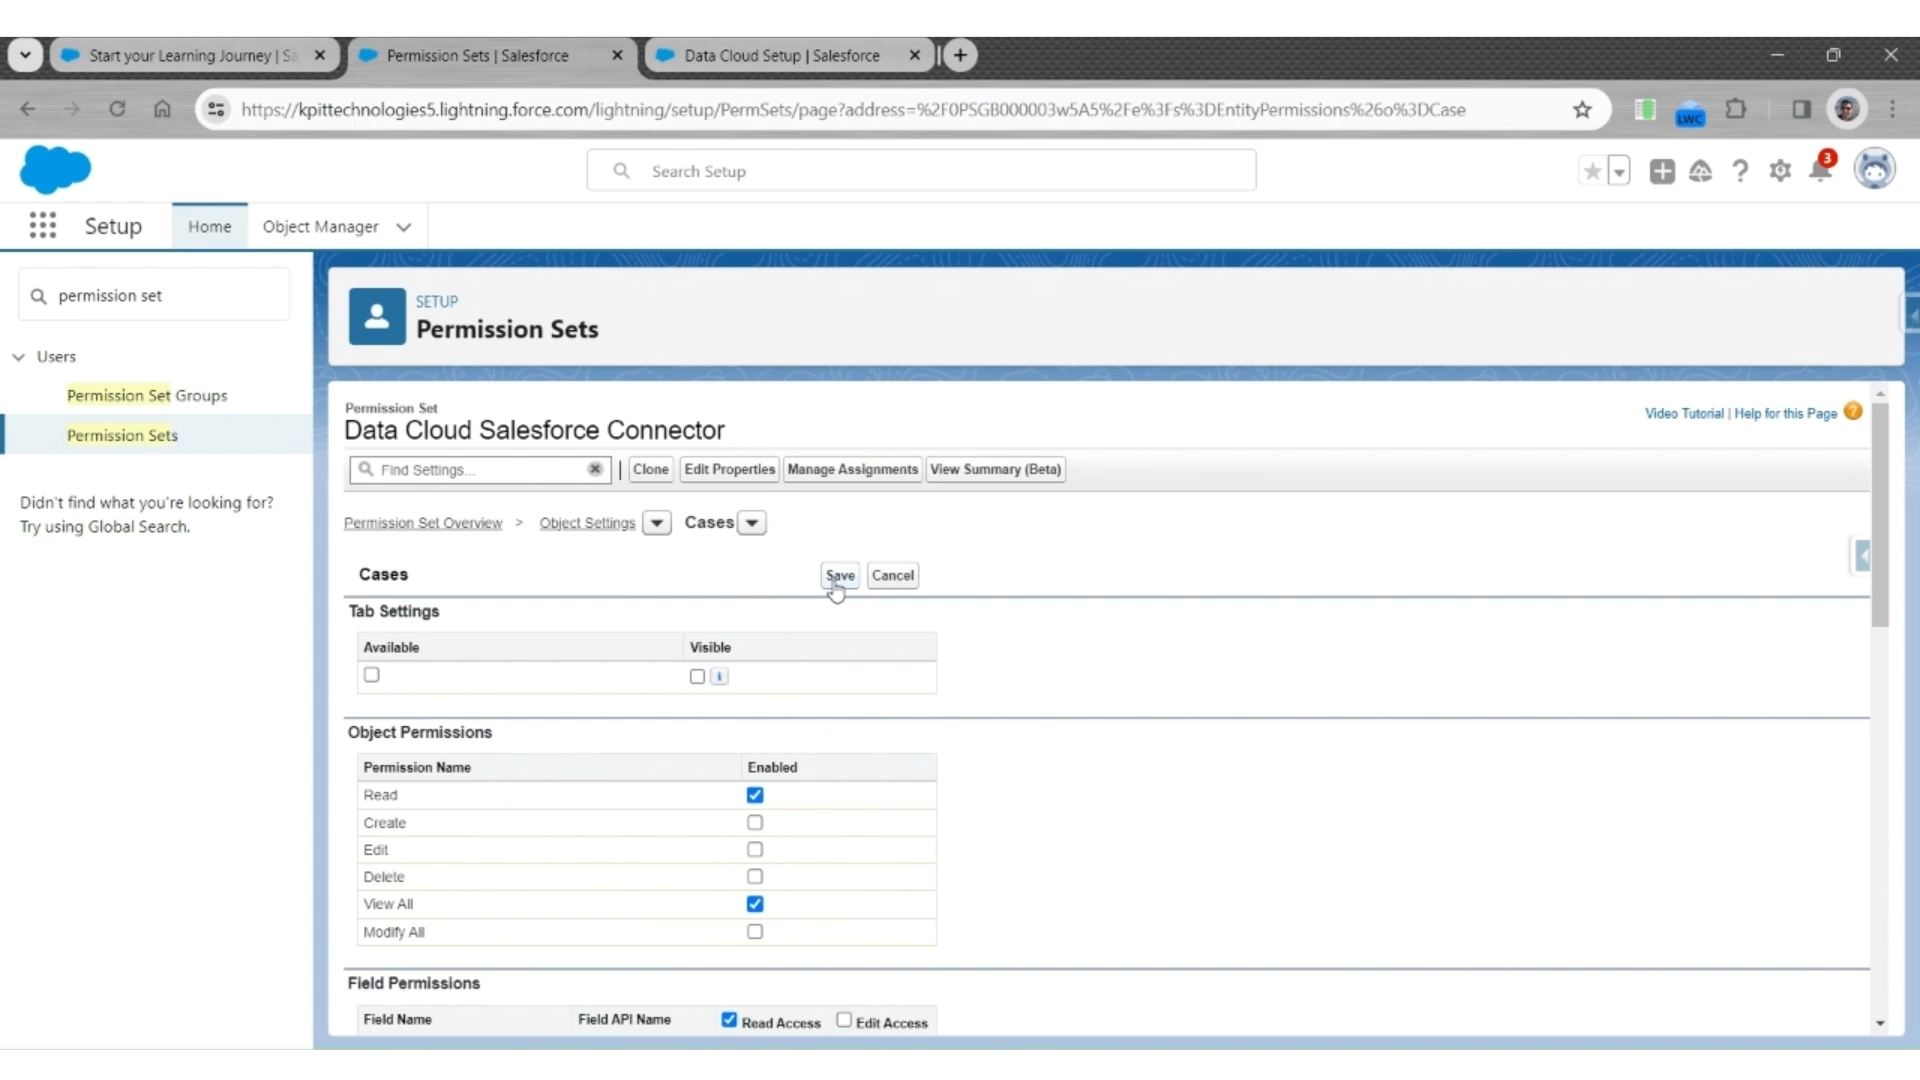 Start your Learning Journey | Sa
Permission Sets | Salesforce
Data Cloud Setup | Salesforce
https://kpittechnologies5.lightning.force.com/lightning/setup/PermSets/page?address=%2F0PSGB000003w5A5%2Fe%3Fs%3DEntityPermissions%26o%3DCase
LWC
Search Setup
3
Setup
Home
Object Manager
permission set
Users
Permission Set Groups
Permission Sets
Didn't find what you're looking for?
Try using Global Search.
SETUP
Permission Sets
Permission Set
Data Cloud Salesforce Connector
Video Tutorial | Help for this Page
Find Settings... | Clone Edit Properties Manage Assignments View Summary (Beta)
Permission Set Overview > Object Settings Cases
Cases Save Cancel
Tab Settings
Available Visible
Object Permissions
Permission Name Enabled
Read
Create
Edit
Delete
View All
Modify All
Field Permissions
Field Name Field API Name Read Access Edit Access